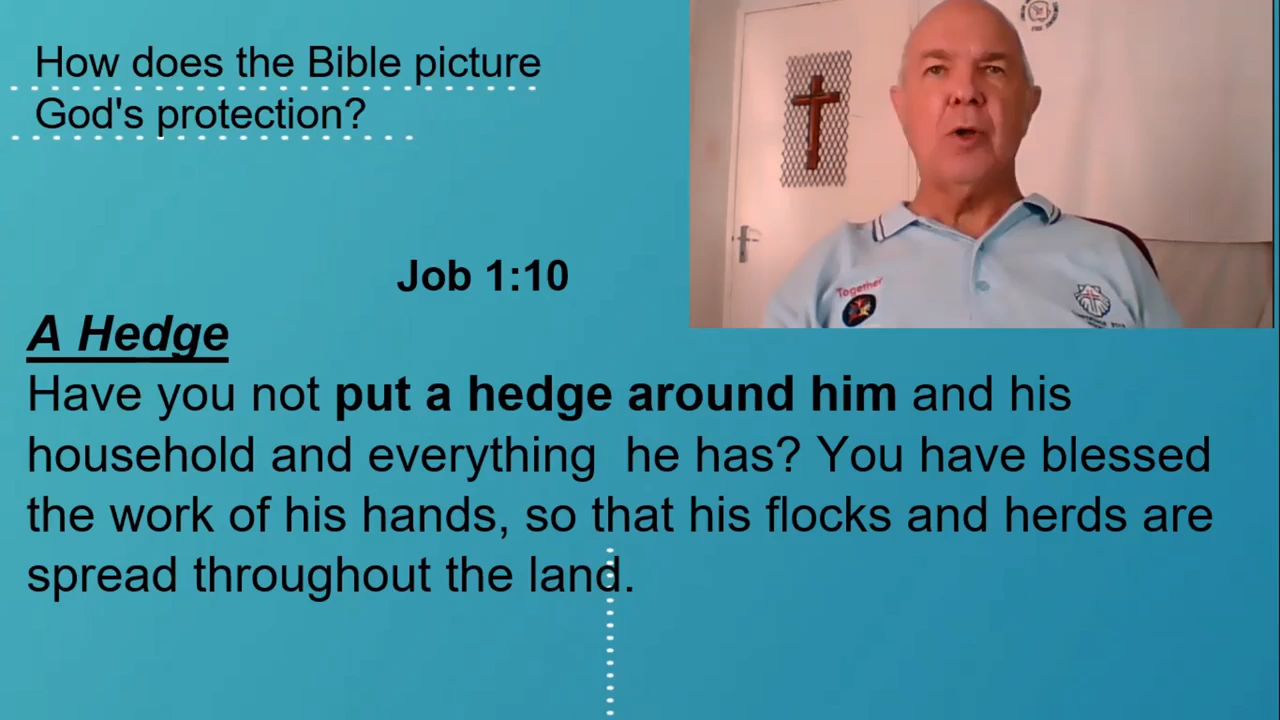 How does the Bible picture
God's protection?
Job 1:10
A Hedge
Have you not put a hedge around him and his
household and everything  he has? You have blessed
the work of his hands, so that his flocks and herds are
spread throughout the land.
Together